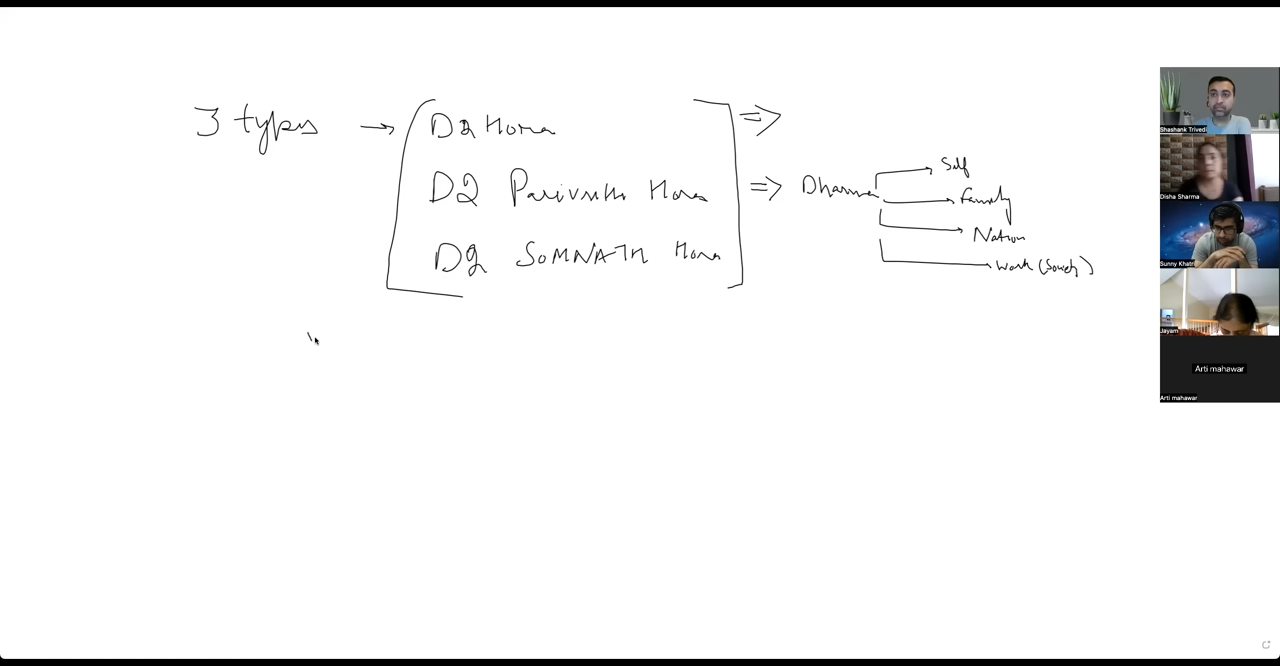 3 types → D2 Hora ⇒
D2 Parivritti Hora ⇒ Dharma
D2 SOMNATH Hora
Self
Family
Nation
Work
Shashank Trivedi
Disha Sharma
Sunny Khatri
Jayam
Arti mahawar
Arti mahawar